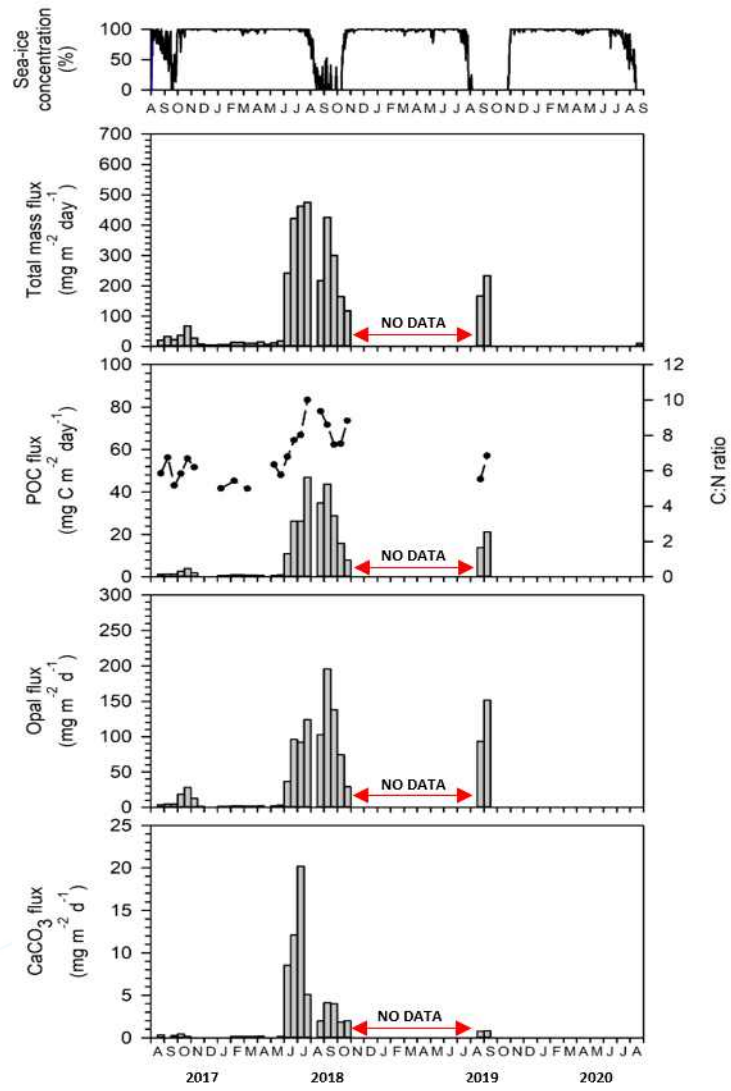 Sea-ice
concentration
(%)
100
50
0
A S O N D J F M A M J J A S O N D J F M A M J J A S O N D J F M A M J J A S
Total mass flux
(mg m-2 day-1)
700
600
500
400
300
200
100
0
NO DATA
POC flux
(mg C m-2 day-1)
100
80
60
40
20
0
NO DATA
12
10
8
6
4
2
0
C:N ratio
Opal flux
(mg m-2 d-1)
300
250
200
150
100
50
0
NO DATA
CaCO3 flux
(mg m-2 d-1)
25
20
15
10
5
0
NO DATA
A S O N D J F M A M J J A S O N D J F M A M J J A S O N D J F M A M J J A
2017 2018 2019 2020